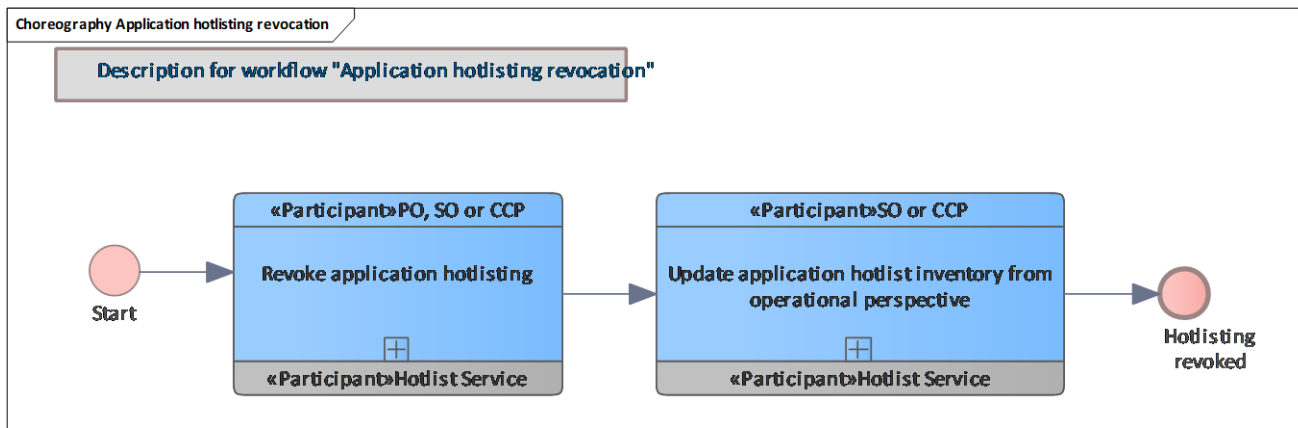 Choreography Application hotlisting revocation
Description for workflow "Application hotlisting revocation"
«Participant»PO, SO or CCP
Revoke application hotlisting
«Participant»Hotlist Service
«Participant»SO or CCP
Update application hotlist inventory from
operational perspective
«Participant»Hotlist Service
Start
Hotlisting
revoked